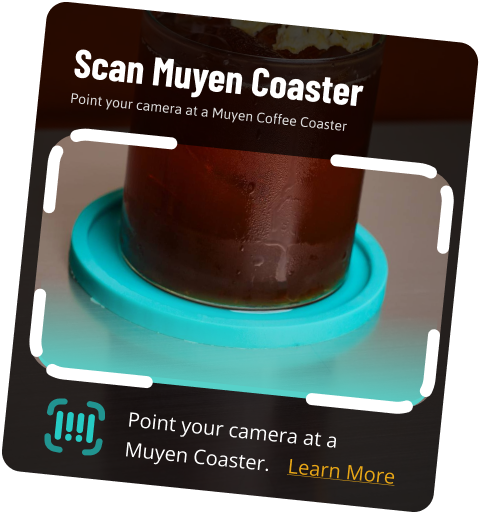 Scan Muyen Coaster
Point your camera at a Muyen Coffee Coaster
Point your camera at a
Muyen Coaster. Learn More